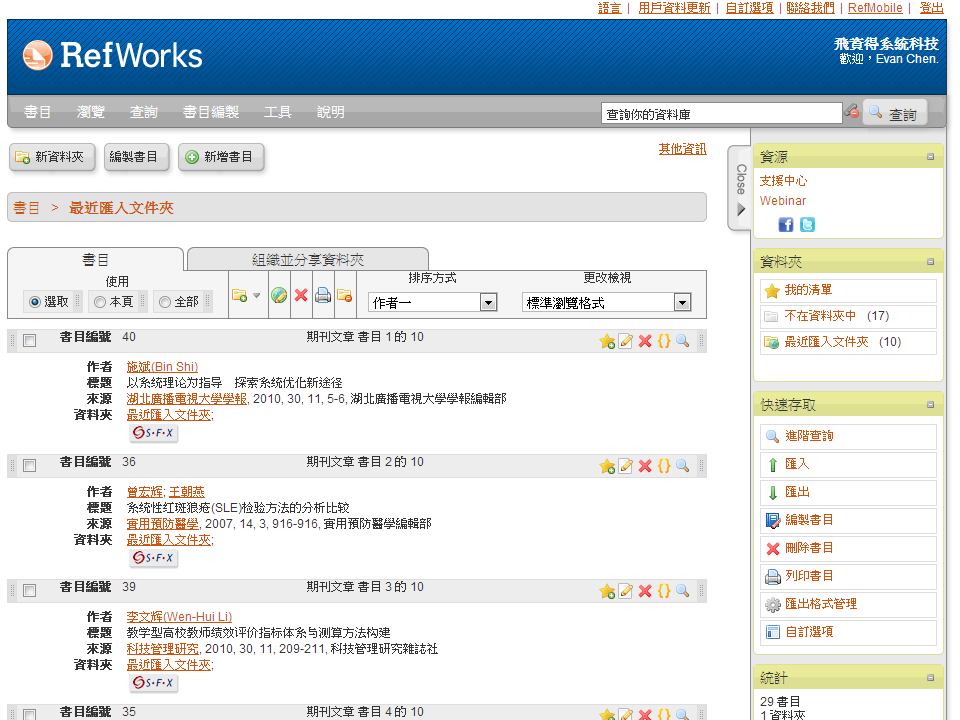 語言 | 用戶資料更新 | 自訂選項 | 聯絡我們 | RefMobile | 登出
RefWorks
飛資得系統科技
歡迎，Evan Chen.
書目 瀏覽 查詢 書目編製 工具 說明
查詢你的資料庫 查詢
新資料夾 編製書目 新增書目 其他資訊
書目 > 最近匯入文件夾
書目 組織並分享資料夾
使用 排序方式 更改檢視
選取 本頁 全部 作者一 標準瀏覽格式
書目編號 40 期刊文章 書目 1 的 10
作者 施斌(Bin Shi)
標題 以系统理论为指导 探索系统优化新途径
來源 湖北廣播電視大學學報, 2010, 30, 11, 5-6, 湖北廣播電視大學學報編輯部
資料夾 最近匯入文件夾;
S·F·X
書目編號 36 期刊文章 書目 2 的 10
作者 曾宏辉; 王朝燕
標題 系统性红斑狼疮(SLE)检验方法的分析比较
來源 實用預防醫學, 2007, 14, 3, 916-916, 實用預防醫學編輯部
資料夾 最近匯入文件夾;
S·F·X
書目編號 39 期刊文章 書目 3 的 10
作者 李文辉(Wen-Hui Li)
標題 教学型高校教师绩效评价指标体系与测算方法构建
來源 科技管理研究, 2010, 30, 11, 209-211, 科技管理研究雜誌社
資料夾 最近匯入文件夾;
S·F·X
書目編號 35 期刊文章 書目 4 的 10
Close
資源
支援中心
Webinar
資料夾
我的清單
不在資料夾中 (17)
最近匯入文件夾 (10)
快速存取
進階查詢
匯入
匯出
編製書目
刪除書目
列印書目
匯出格式管理
自訂選項
統計
29 書目
1 資料夾